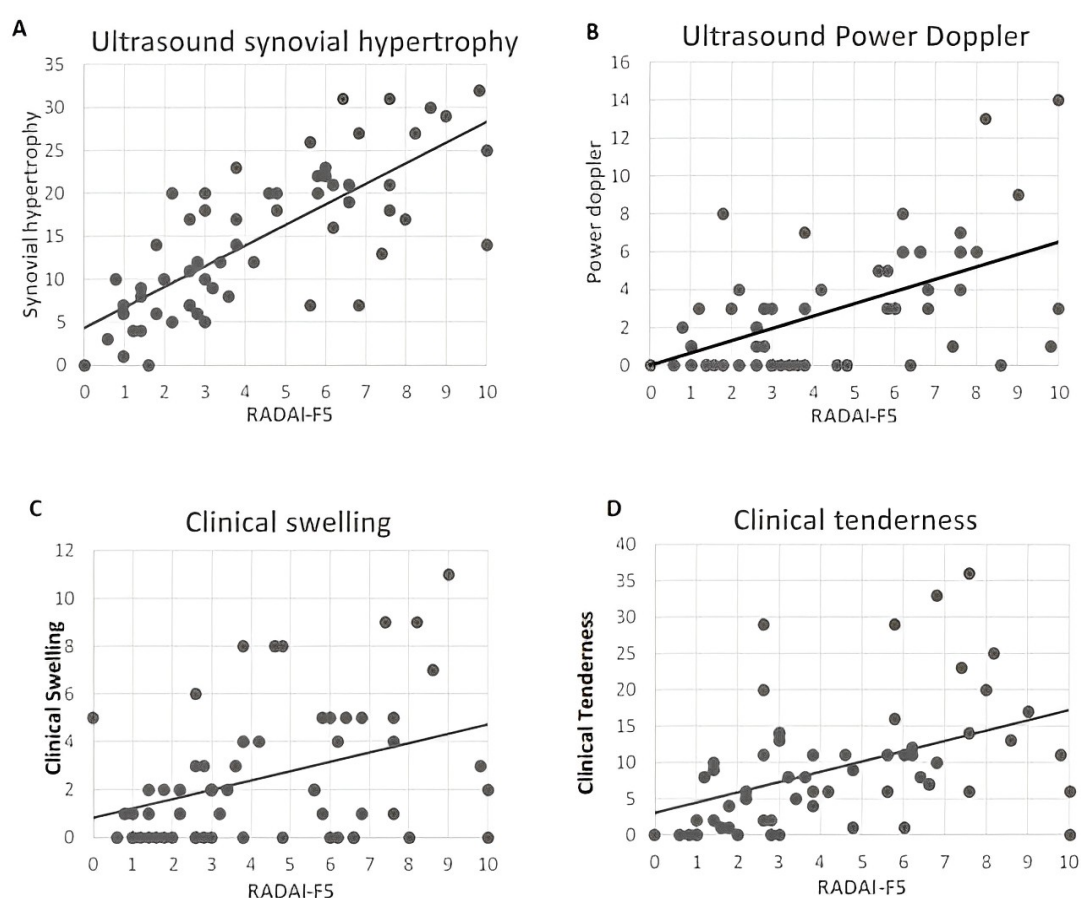 A
Ultrasound synovial hypertrophy
Synovial hypertrophy
35
30
25
20
15
10
5
0
0 1 2 3 4 5 6 7 8 9 10
RADAI-F5
B
Ultrasound Power Doppler
Power doppler
16
14
12
10
8
6
4
2
0
0 1 2 3 4 5 6 7 8 9 10
RADAI-F5
C
Clinical swelling
Clinical Swelling
12
10
8
6
4
2
0
0 1 2 3 4 5 6 7 8 9 10
RADAI-F5
D
Clinical tenderness
Clinical Tenderness
40
35
30
25
20
15
10
5
0
0 1 2 3 4 5 6 7 8 9 10
RADAI-F5